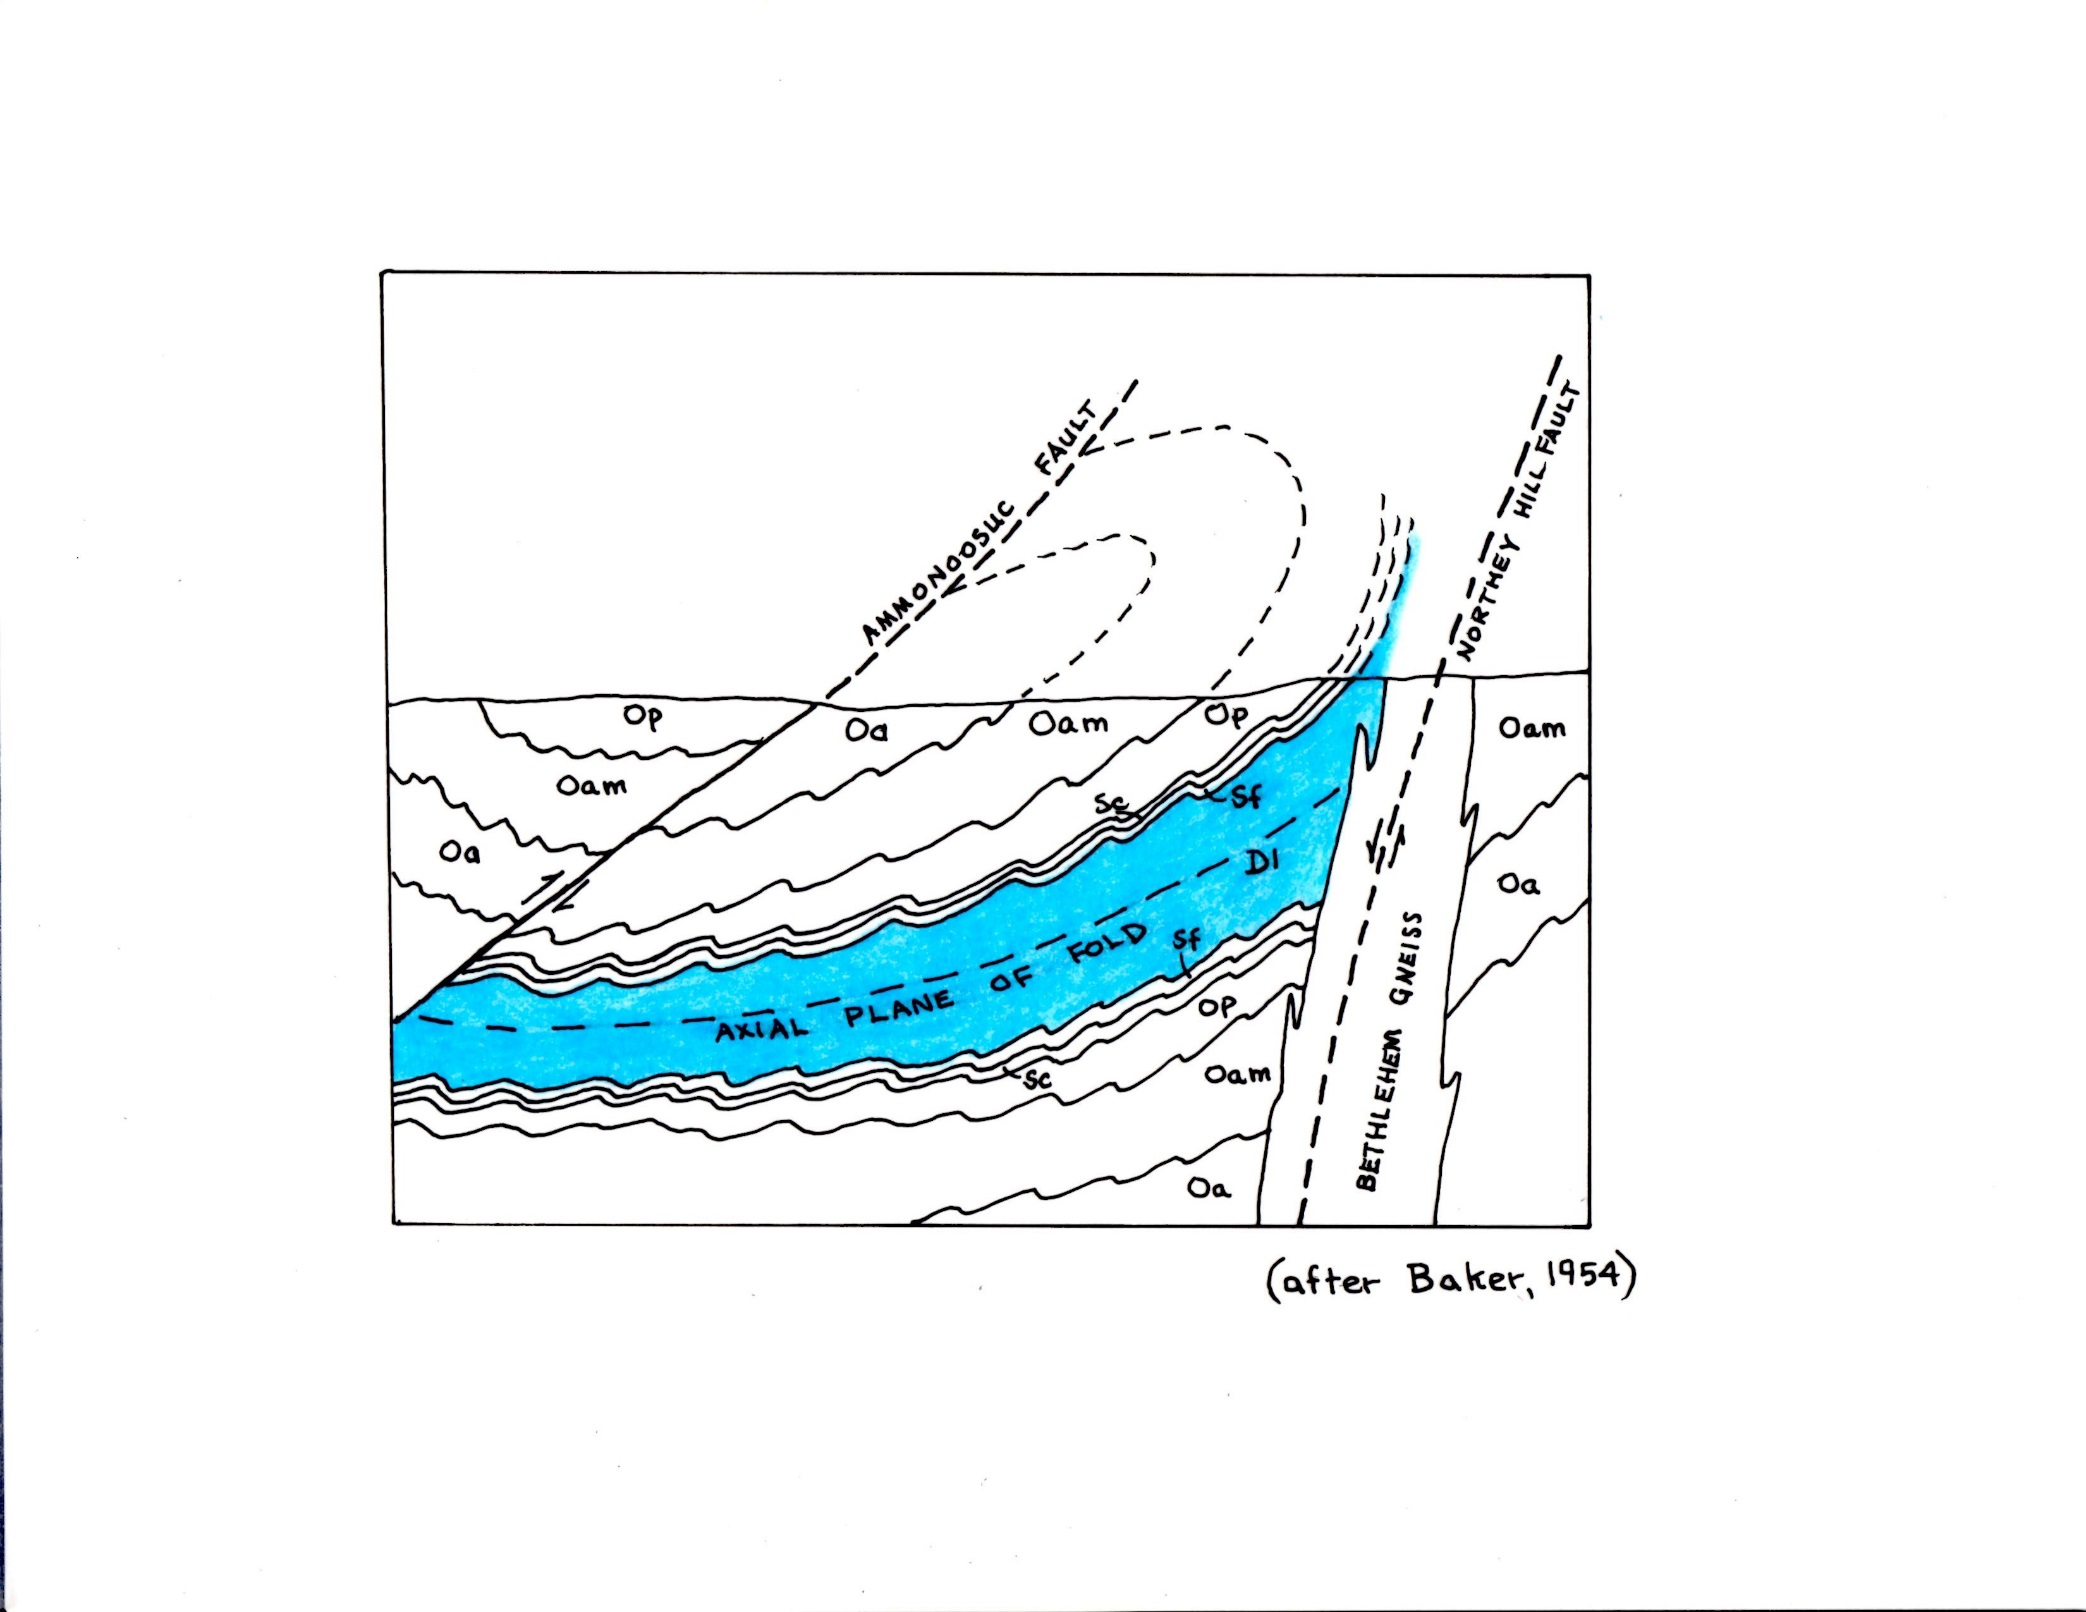 AMMONOOSUC FAULT
NORTHEY HILL FAULT
Op
Oa
Oam
Op
Oam
Oam
Sc
Sf
Oa
Dl
Oa
AXIAL PLANE OF FOLD
Sf
Op
Oam
Sc
Oa
BETHLEHEM GNEISS
(after Baker, 1954)